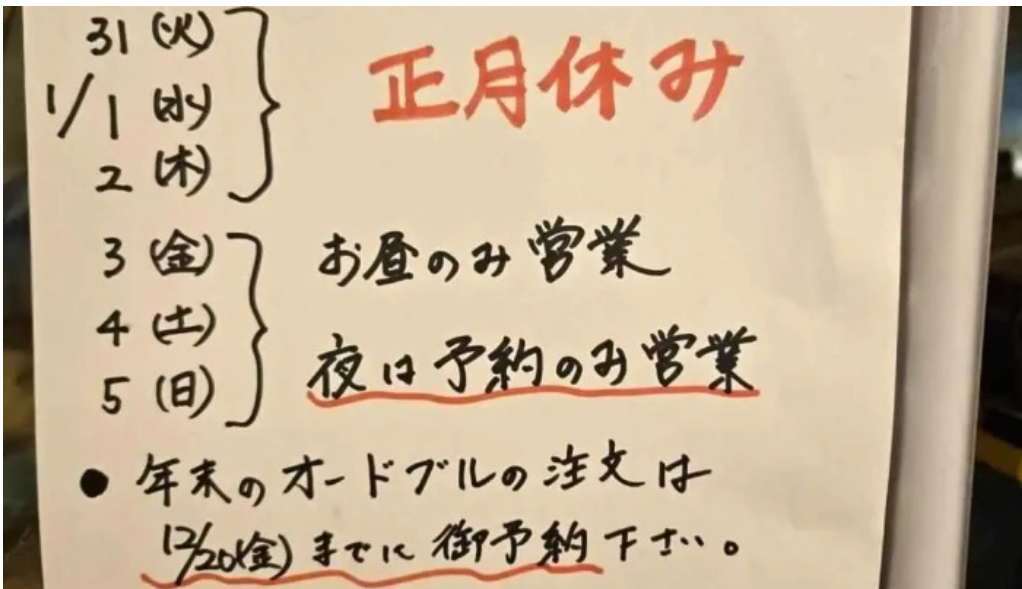 31(火)
1/1(水)
2(木)
正月休み
3(金)
4(土)
5(日)
お昼のみ営業
夜は予約のみ営業
● 年末のオードブルの注文は
12/20(金)までに御予約下さい。